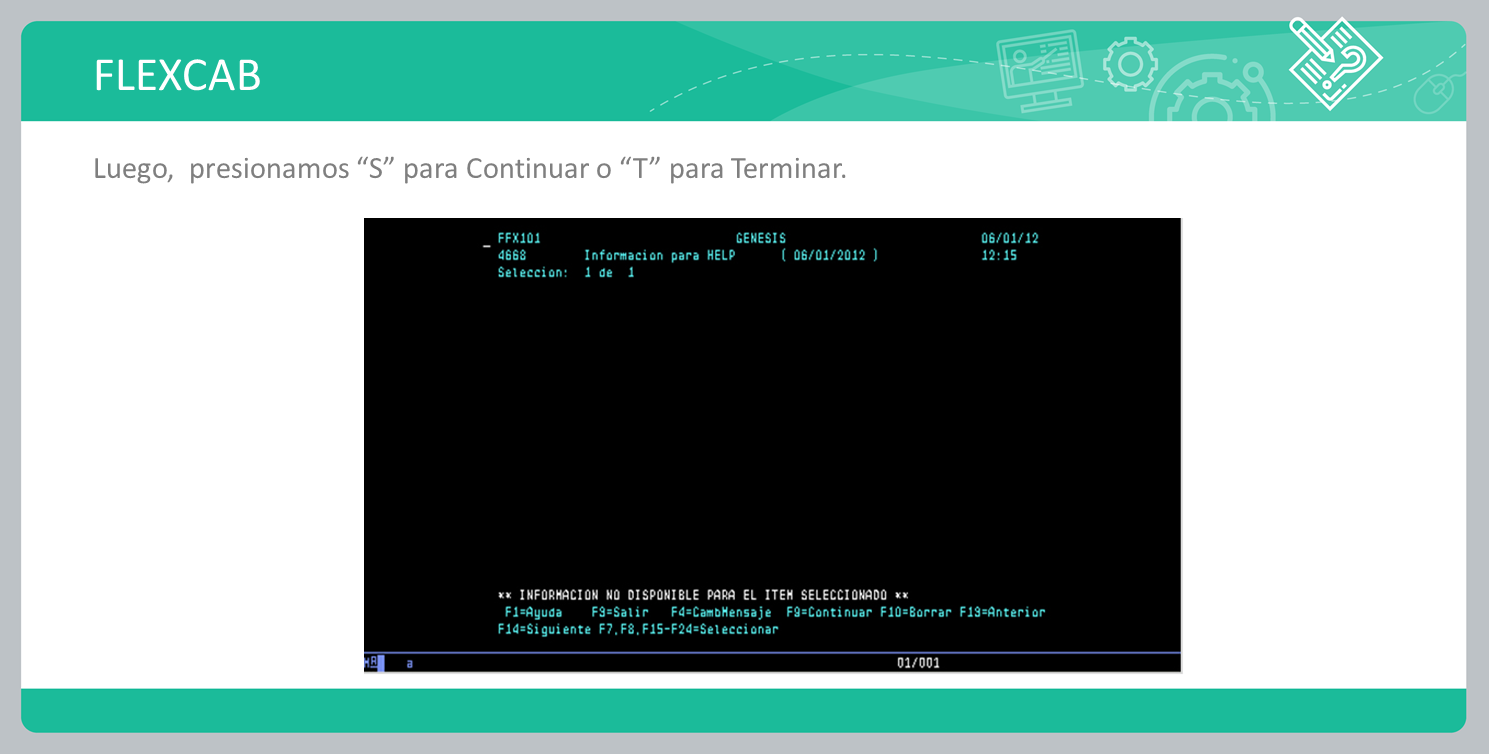 FLEXCAB
Luego, presionamos “S” para Continuar o “T” para Terminar.
_ FFX101 GENESIS 06/01/12
4668 Informacion para HELP ( 06/01/2012 ) 12:15
Seleccion: 1 de 1
** INFORMACION NO DISPONIBLE PARA EL ITEM SELECCIONADO **
F1=Ayuda F3=Salir F4=CambMensaje F9=Continuar F10=Borrar F13=Anterior
F14=Siguiente F7,F8,F15-F24=Seleccionar
a 01/001